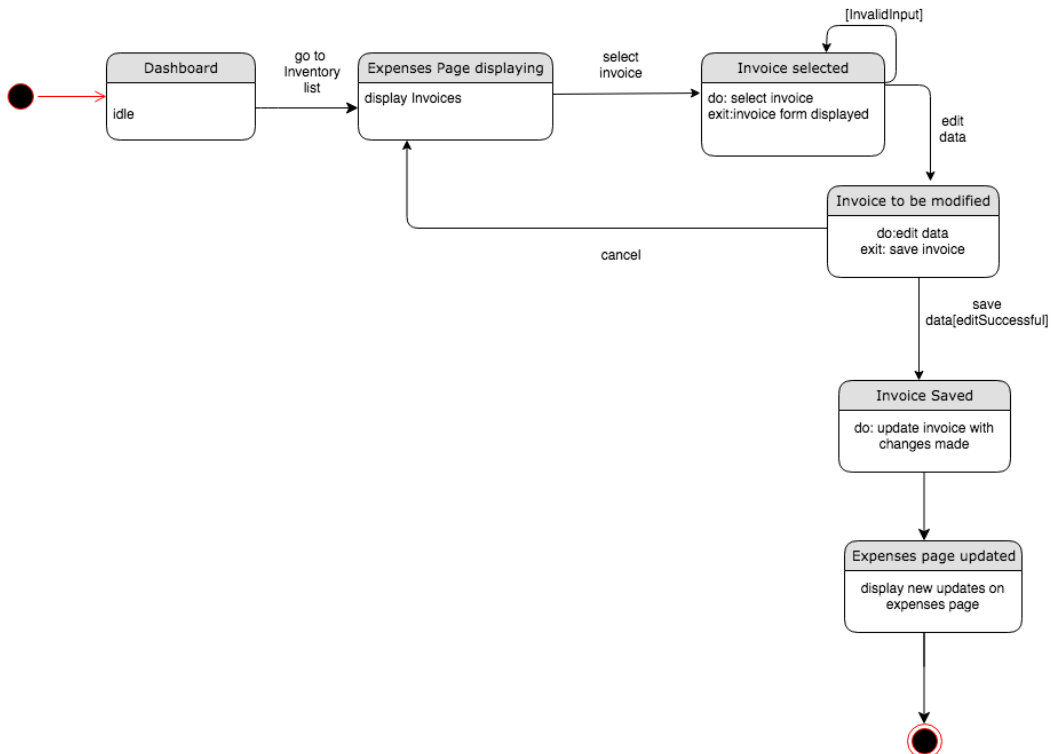 [InvalidInput]
Dashboard
idle
go to
Inventory
list
Expenses Page displaying
display Invoices
select
invoice
Invoice selected
do: select invoice
exit:invoice form displayed
edit
data
Invoice to be modified
do:edit data
exit: save invoice
cancel
save
data[editSuccessful]
Invoice Saved
do: update invoice with
changes made
Expenses page updated
display new updates on
expenses page